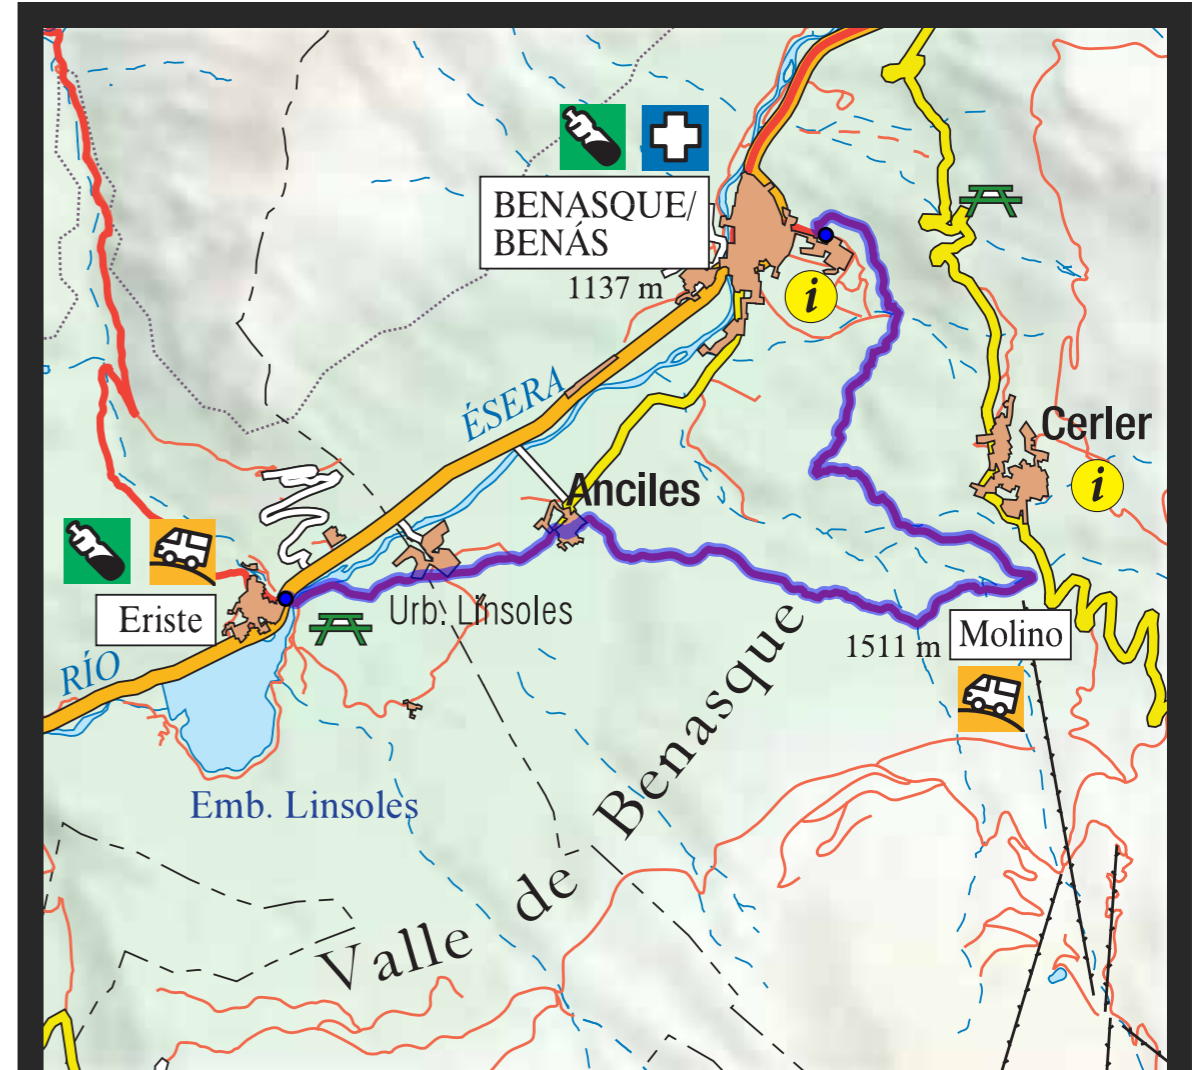 BENASQUE/
BENÁS
1137 m
i
ÉSERA
Cerler
i
Anciles
Eriste
Urb. Linsoles
1511 m
Molino
RÍO
Emb. Linsoles
Valle de Benasque